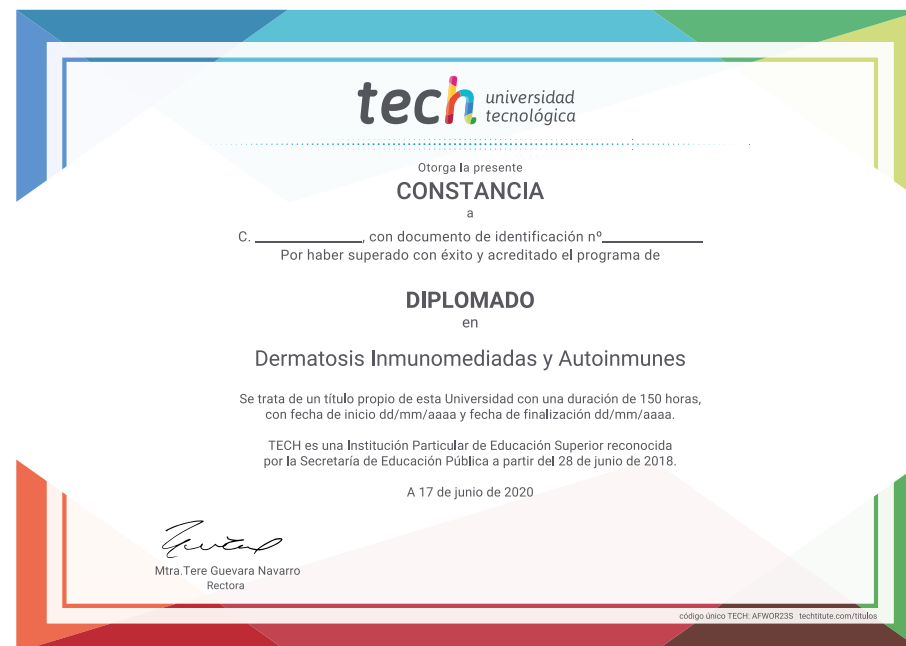 tech universidad
tecnológica
Otorga la presente
CONSTANCIA
a
C. ____________, con documento de identificación nº____________
Por haber superado con éxito y acreditado el programa de
DIPLOMADO
en
Dermatosis Inmunomediadas y Autoinmunes
Se trata de un título propio de esta Universidad con una duración de 150 horas,
con fecha de inicio dd/mm/aaaa y fecha de finalización dd/mm/aaaa.
TECH es una Institución Particular de Educación Superior reconocida
por la Secretaría de Educación Pública a partir del 28 de junio de 2018.
A 17 de junio de 2020
Mtra.Tere Guevara Navarro
Rectora
código único TECH: AFWOR23S techtitute.com/titulos